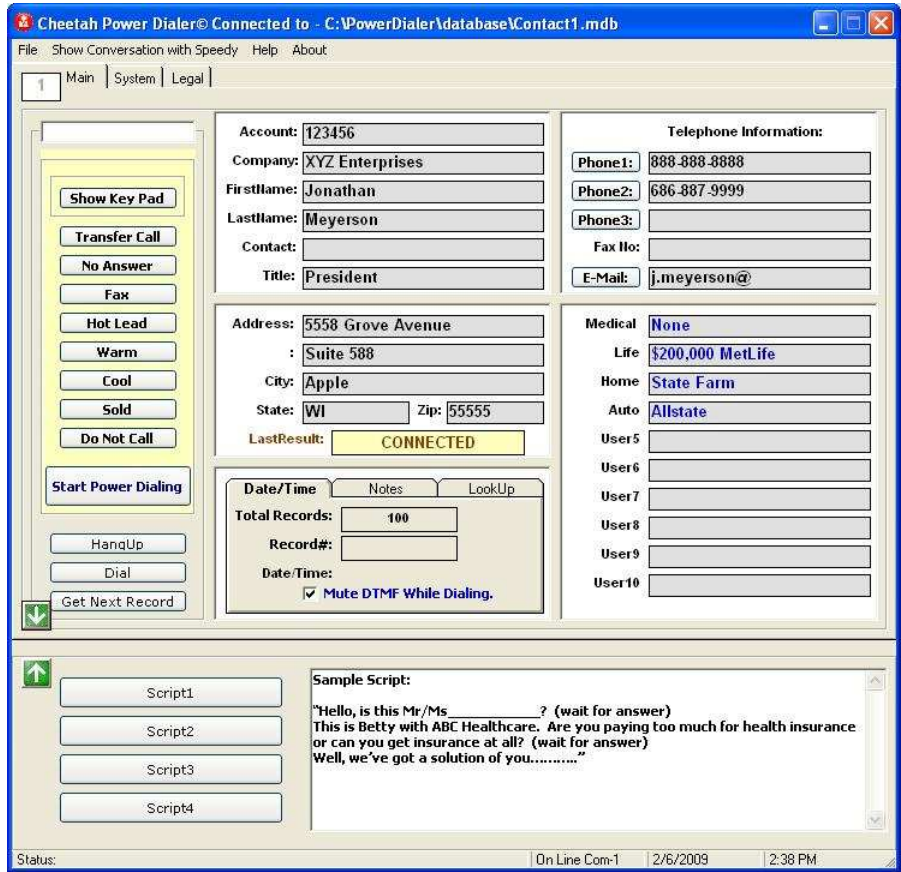 Cheetah Power Dialer© Connected to - C:\PowerDialer\database\Contact1.mdb
File Show Conversation with Speedy Help About
1 Main System Legal
Show Key Pad
Transfer Call
No Answer
Fax
Hot Lead
Warm
Cool
Sold
Do Not Call
Start Power Dialing
HangUp
Dial
Get Next Record
Account: 123456
Company: XYZ Enterprises
FirstName: Jonathan
LastName: Meyerson
Contact:
Title: President
Telephone Information:
Phone1: 888-888-8888
Phone2: 686-887-9999
Phone3:
Fax No:
E-Mail: j.meyerson@
Address: 5558 Grove Avenue
: Suite 588
City: Apple
State: WI Zip: 55555
LastResult: CONNECTED
Medical None
Life $200,000 MetLife
Home State Farm
Auto Allstate
User5
User6
User7
User8
User9
User10
Date/Time Notes LookUp
Total Records: 100
Record#:
Date/Time:
Mute DTMF While Dialing.
Script1
Script2
Script3
Script4
Sample Script:
"Hello, is this Mr/Ms___________? (wait for answer)
This is Betty with ABC Healthcare. Are you paying too much for health insurance
or can you get insurance at all? (wait for answer)
Well, we've got a solution of you..........."
Status: On Line Com-1 2/6/2009 2:38 PM